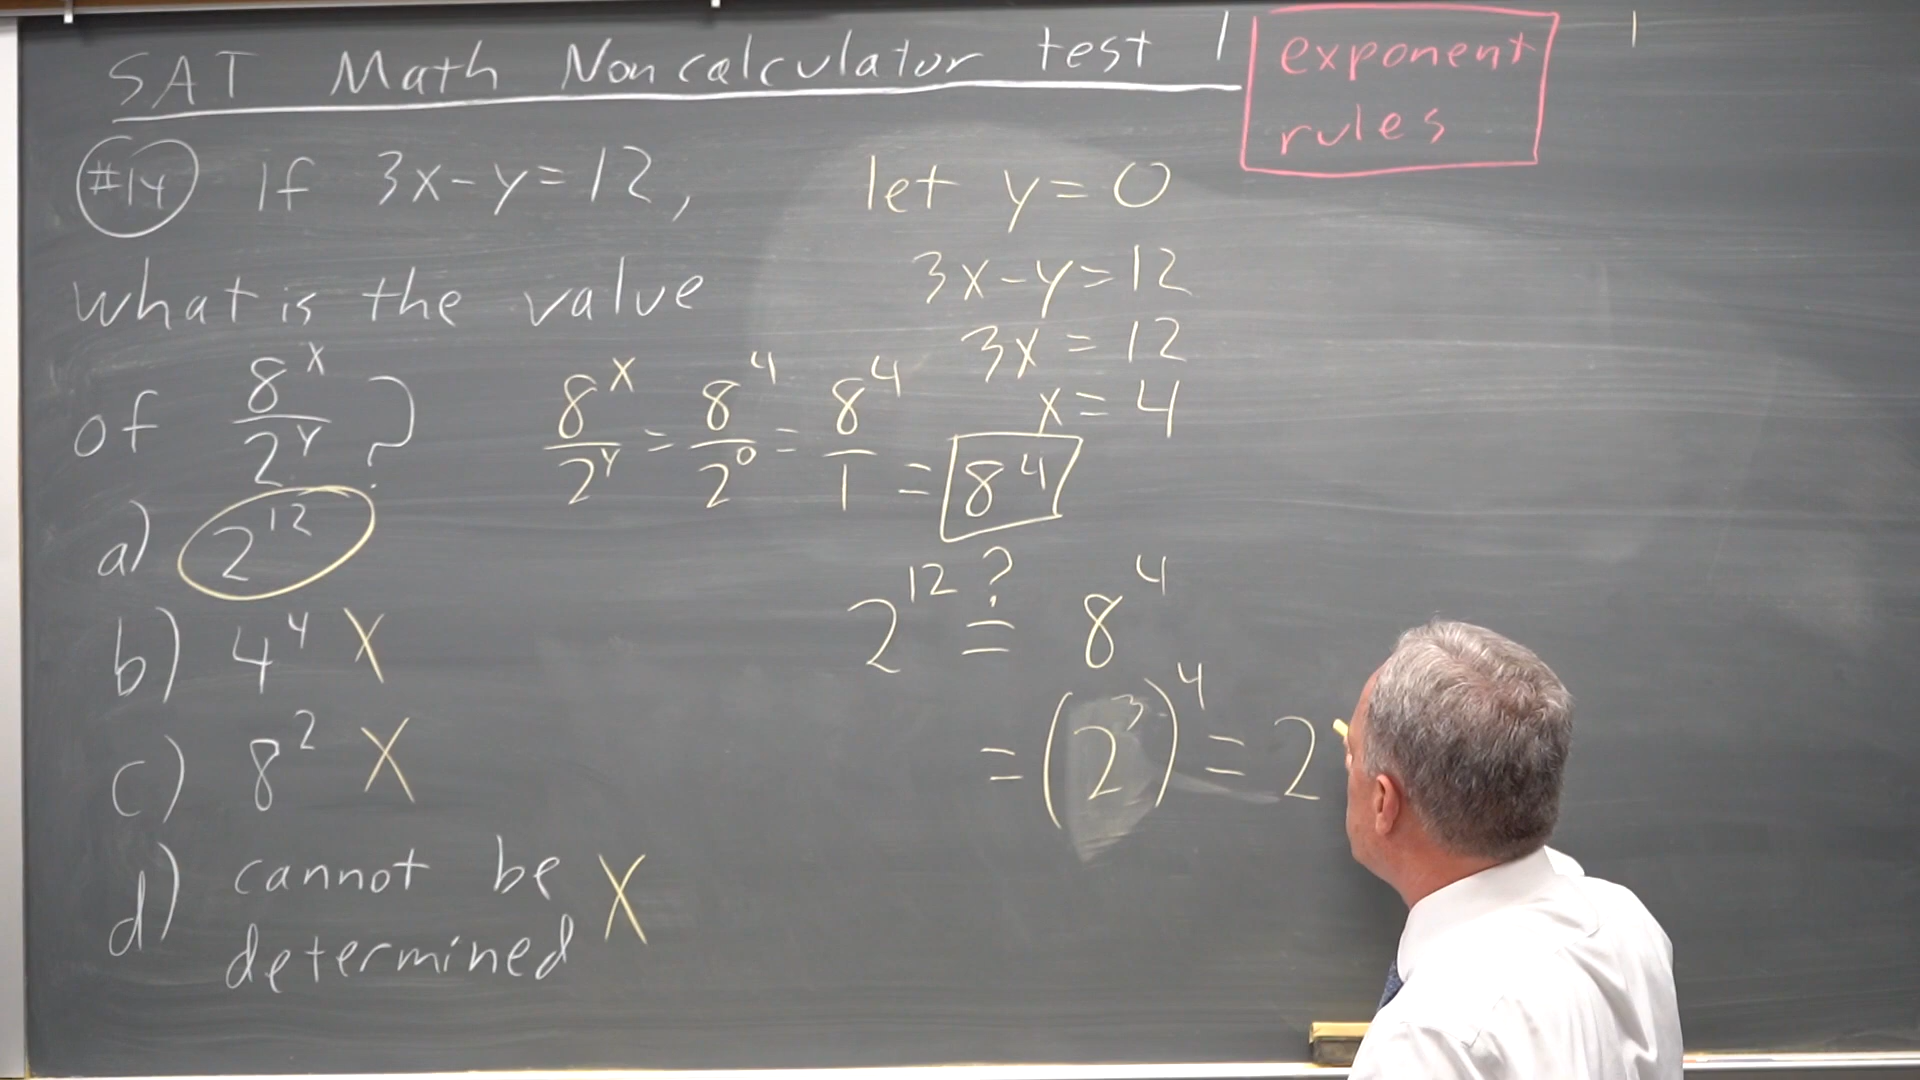 SAT Math Noncalculator test 1
exponent
rules
#14 If 3x-y=12,
what is the value
of 8^x/2^y ?
a) 2^12
b) 4^4 X
c) 8^2 X
d) cannot be
determined X
let y=0
3x-y=12
3x=12
x=4
8^x/2^y = 8^4/2^0 = 8^4/1 = 8^4
2^12 ?= 8^4
=(2^3)^4 = 2